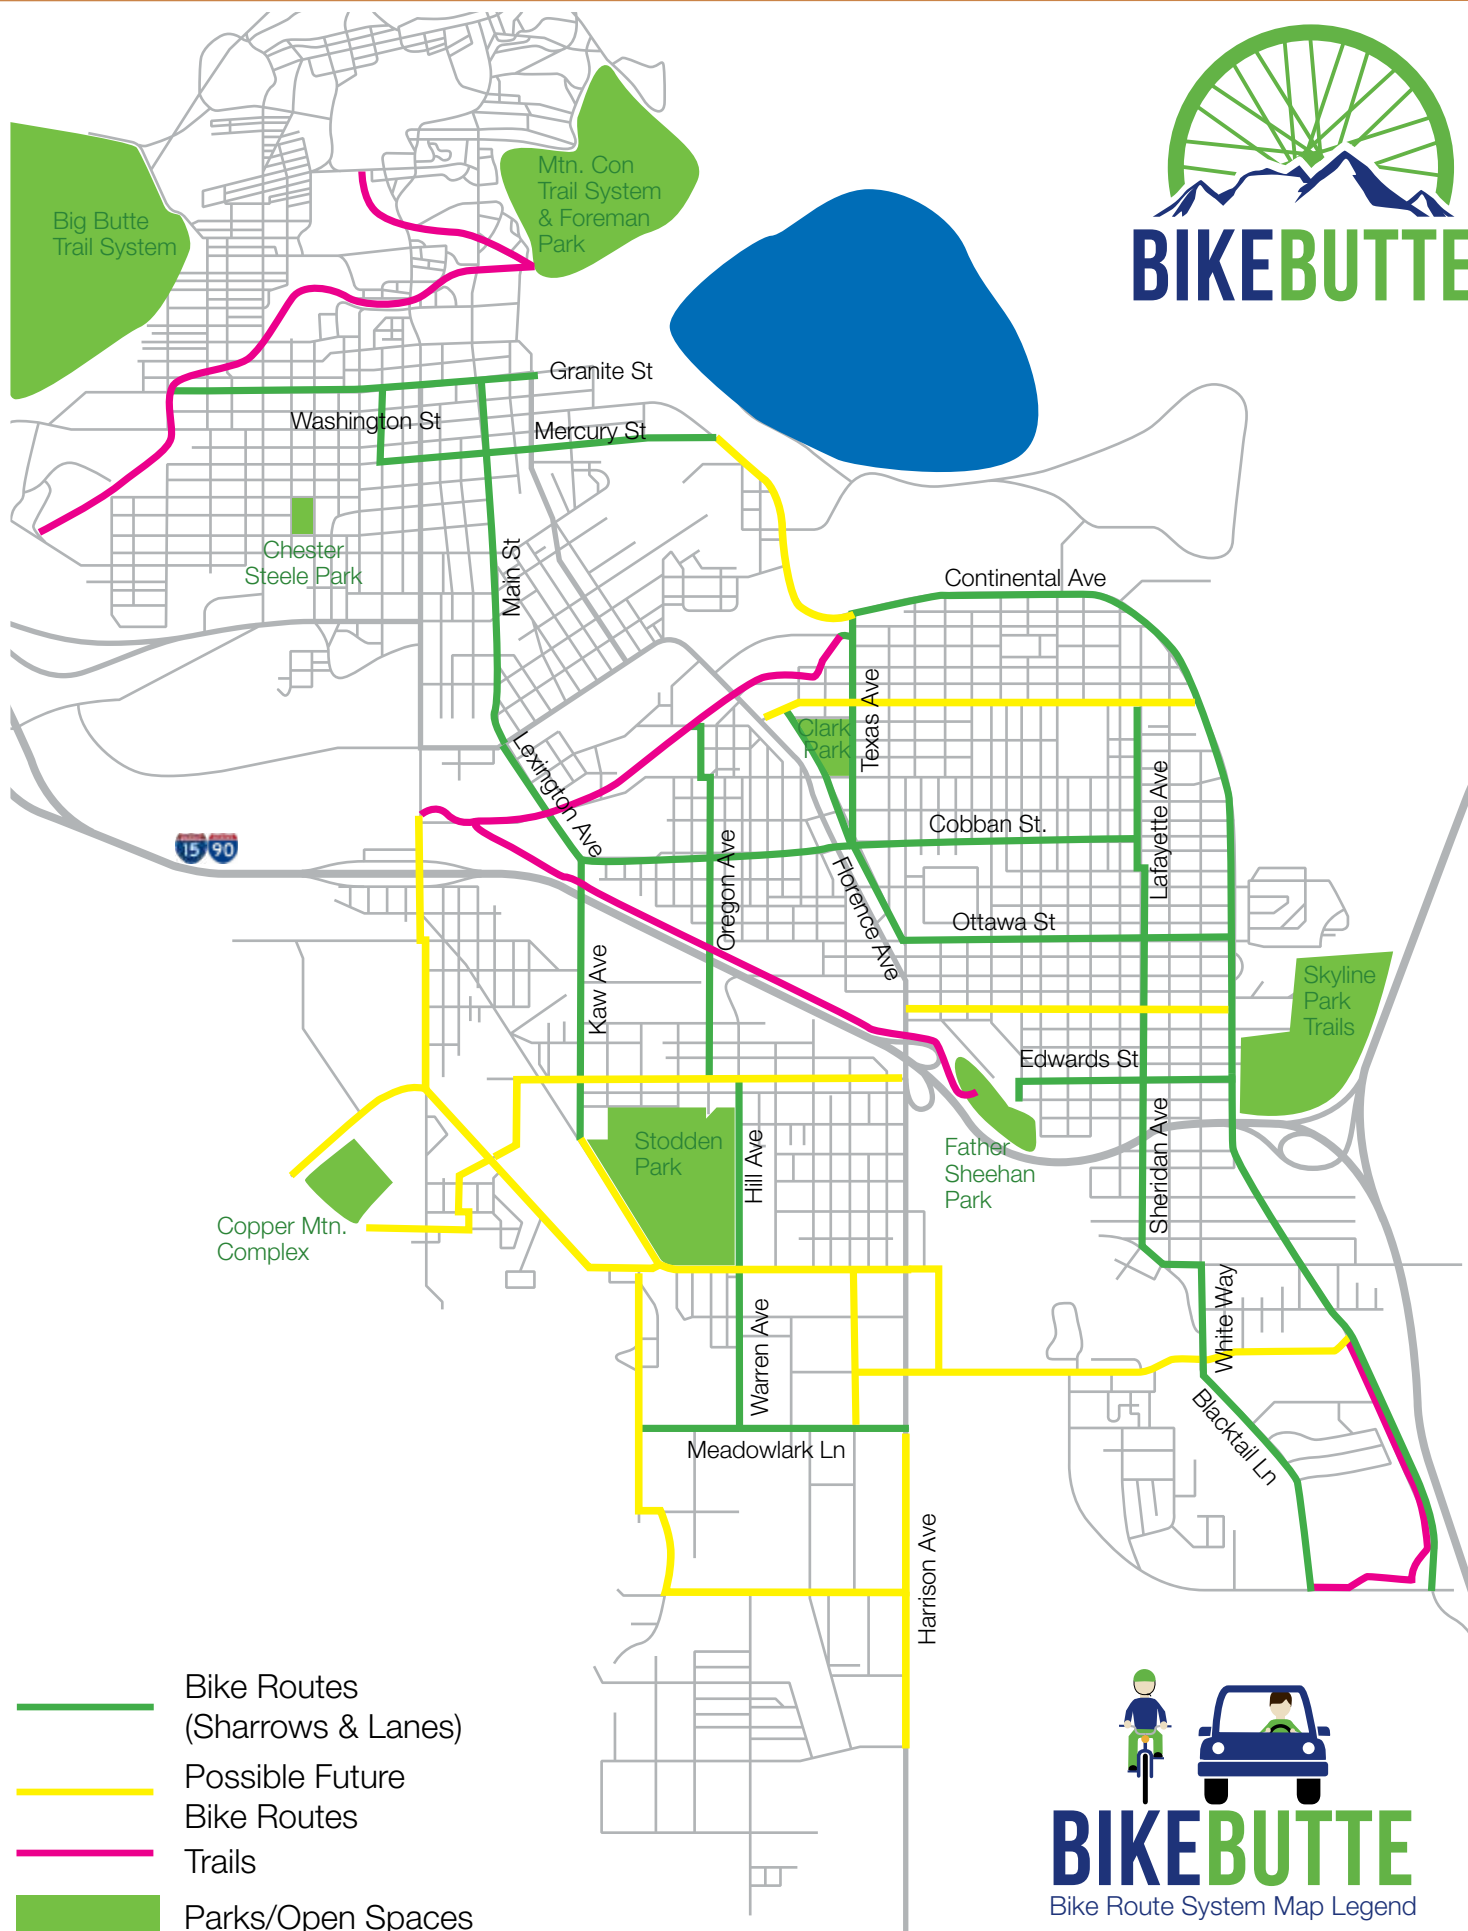 BIKEBUTTE
Mtn. Con
Trail System
& Foreman
Park
Big Butte
Trail System
Granite St
Washington St
Mercury St
Chester
Steele Park
Main St
Continental Ave
Texas Ave
Clark
Park
Lexington Ave
Lafayette Ave
Cobban St.
15 90
Oregon Ave
Florence Ave
Ottawa St
Kaw Ave
Skyline
Park
Trails
Edwards St
Stodden
Park
Hill Ave
Father
Sheehan
Park
Sheridan Ave
Copper Mtn.
Complex
White Way
Warren Ave
Blacktail Ln
Meadowlark Ln
Harrison Ave
Bike Routes
(Sharrows & Lanes)
Possible Future
Bike Routes
Trails
Parks/Open Spaces
BIKEBUTTE
Bike Route System Map Legend